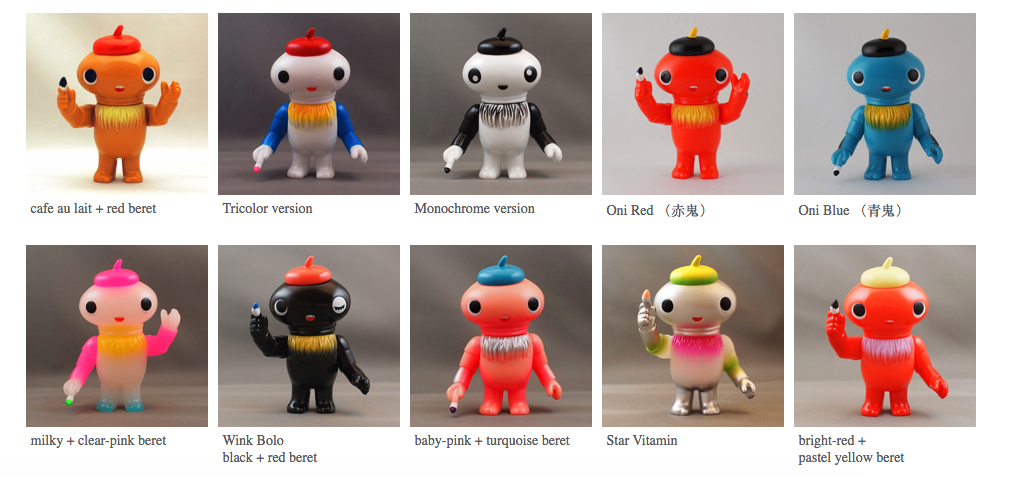 cafe au lait + red beret
Tricolor version
Monochrome version
Oni Red （赤鬼）
Oni Blue （青鬼）
milky + clear-pink beret
Wink Bolo
black + red beret
baby-pink + turquoise beret
Star Vitamin
bright-red +
pastel yellow beret